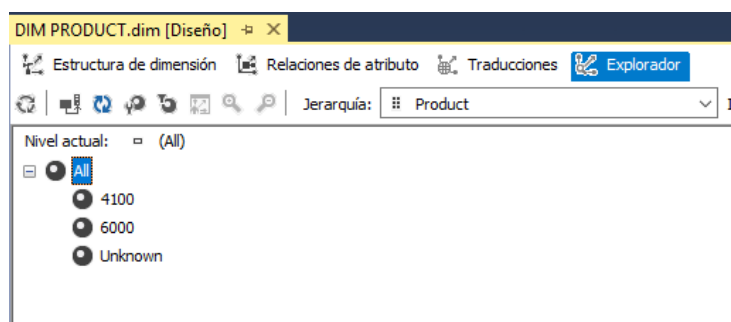 DIM PRODUCT.dim [Diseño]
Estructura de dimensión Relaciones de atributo Traducciones Explorador
Jerarquía: Product
Nivel actual: (All)
All
4100
6000
Unknown